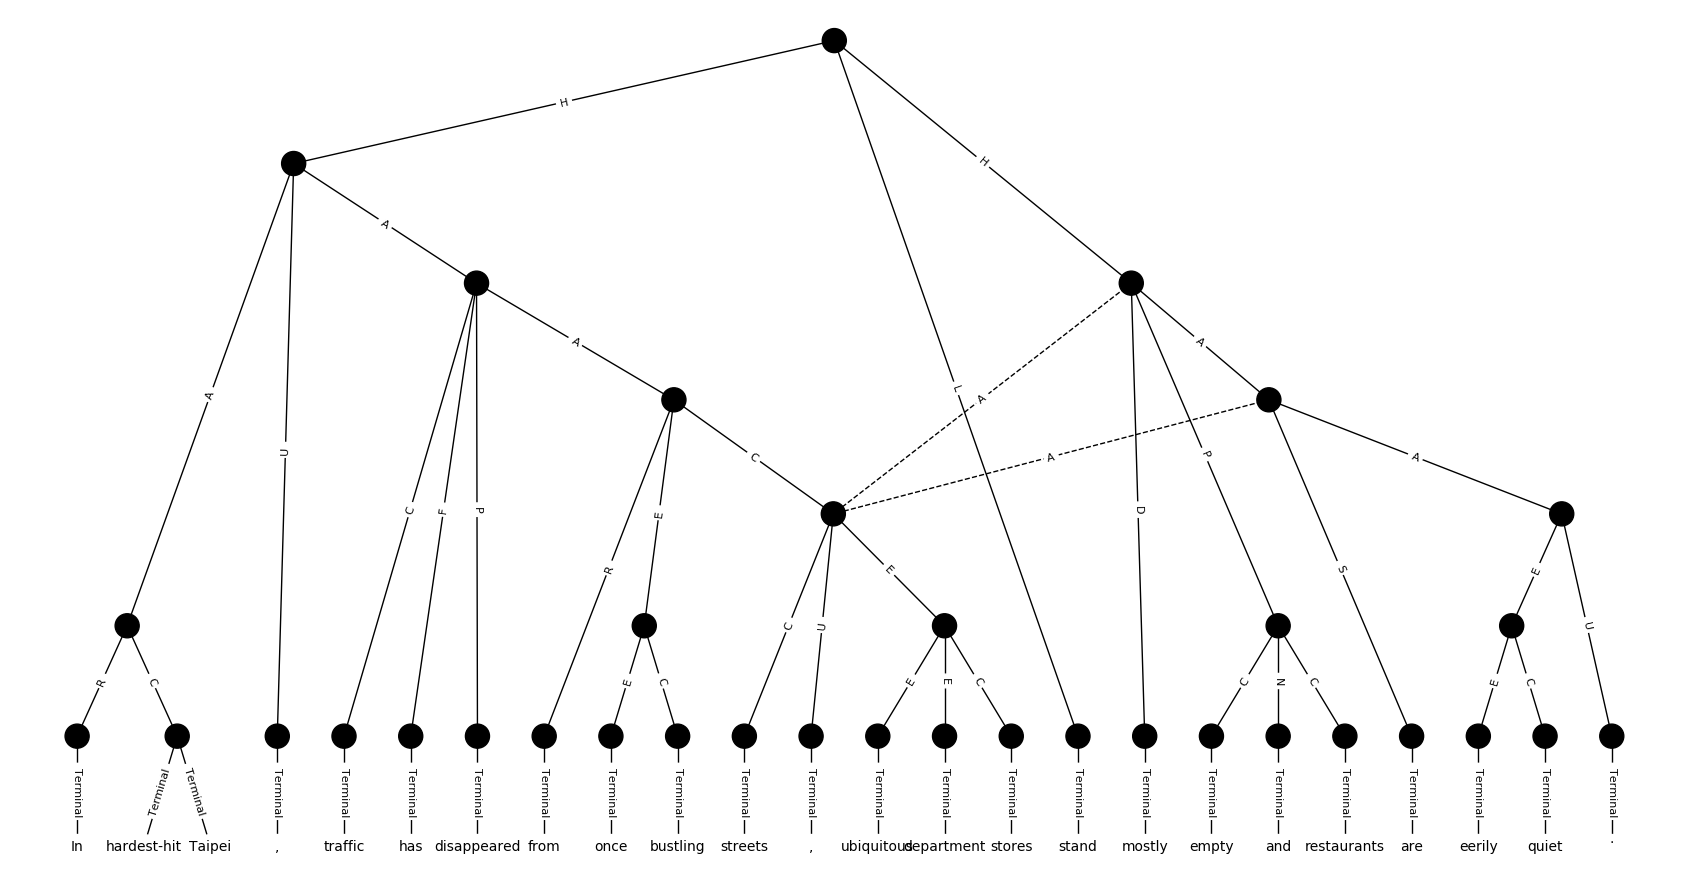 H
H
A
A
A
L
A
A
P
A
A
U
C
A
C
F
P
E
D
S
R
E
C
U
E
U
R
C
E
C
E
E
C
C
N
C
E
C
Terminal Terminal Terminal Terminal Terminal Terminal Terminal Terminal Terminal Terminal Terminal Terminal Terminal Terminal Terminal Terminal Terminal Terminal Terminal Terminal Terminal Terminal Terminal Terminal Terminal
In hardest-hit Taipei , traffic has disappeared from once bustling streets , ubiquitous department stores stand mostly empty and restaurants are eerily quiet .